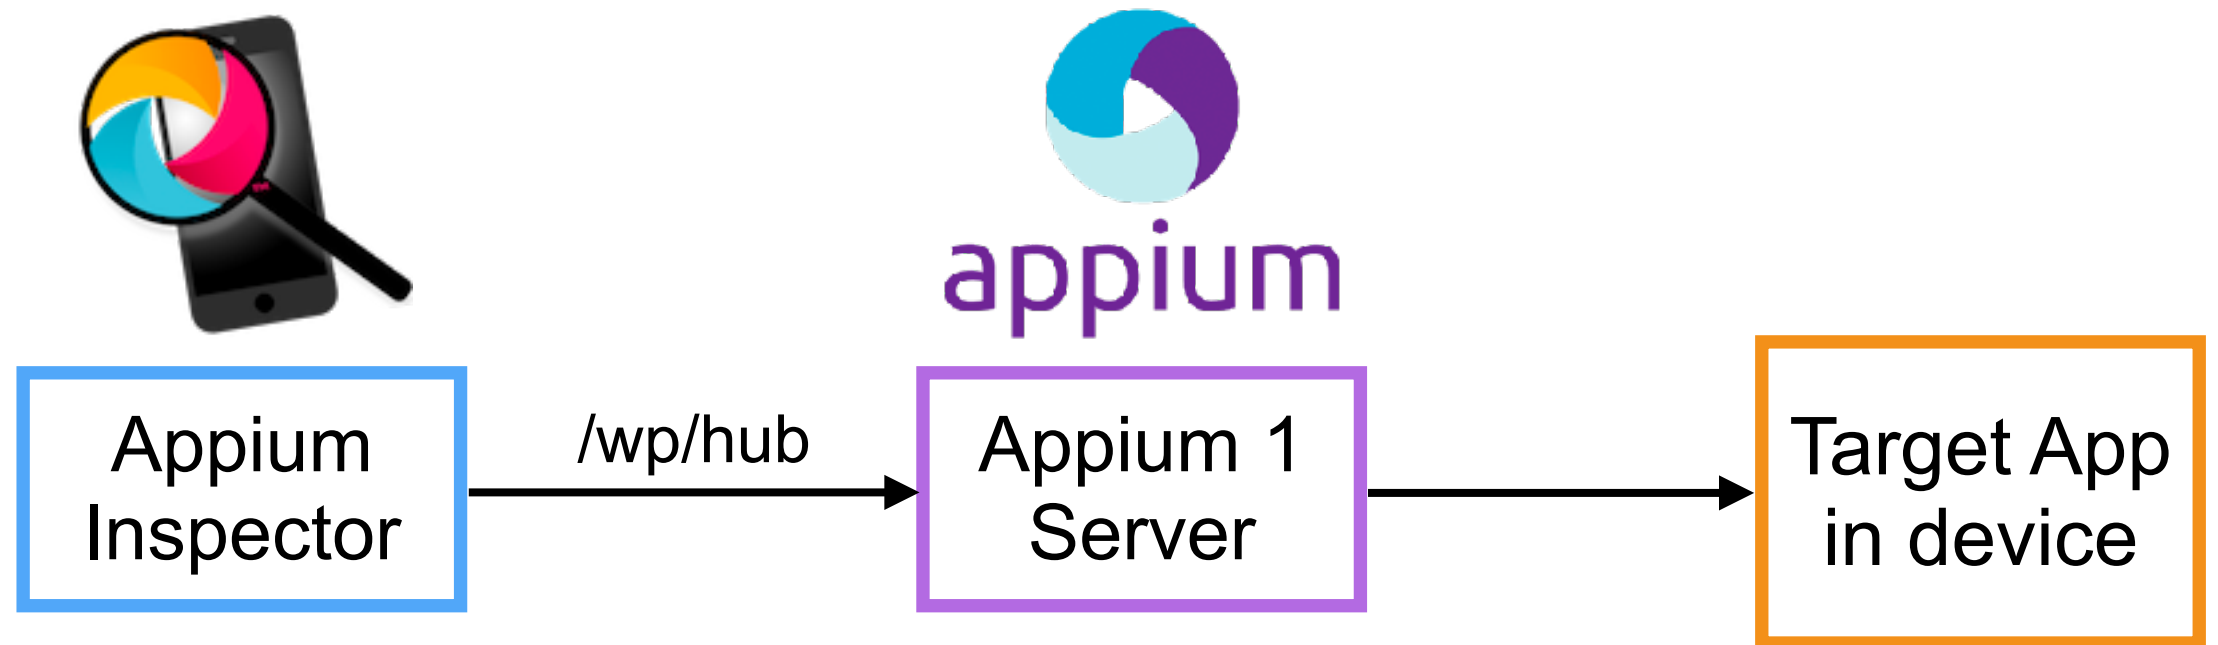 appium
Appium
Inspector
/wp/hub
Appium 1
Server
Target App
in device